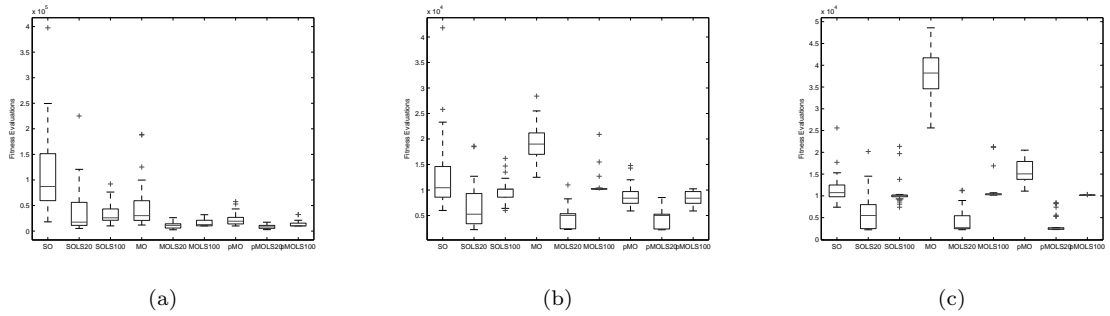 x 10^5
4
3.5
3
2.5
2
1.5
1
0.5
0
Fitness Evaluations
SO SOLS20 SOLS100 MO MOLS20 MOLS100 pMO pMOLS20 pMOLS100
(a)
x 10^4
4
3.5
3
2.5
2
1.5
1
0.5
Fitness Evaluations
SO SOLS20 SOLS100 MO MOLS20 MOLS100 pMO pMOLS20 pMOLS100
(b)
x 10^4
5
4.5
4
3.5
3
2.5
2
1.5
1
0.5
0
Fitness Evaluations
SO SOLS20 SOLS100 MO MOLS20 MOLS100 pMO pMOLS20 pMOLS100
(c)